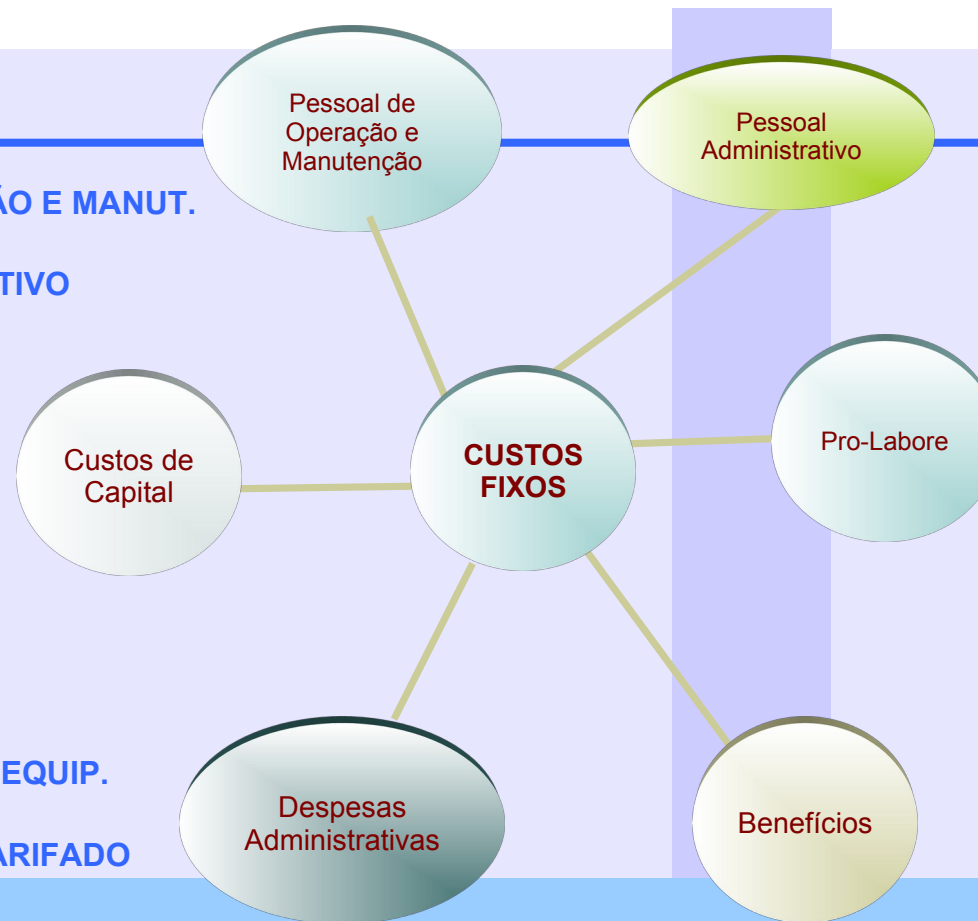 Pessoal de
Operação e
Manutenção
Pessoal
Administrativo
ÃO E MANUT.
TIVO
Custos de
Capital
CUSTOS
FIXOS
Pro-Labore
EQUIP.
Despesas
Administrativas
Benefícios
ARIFADO